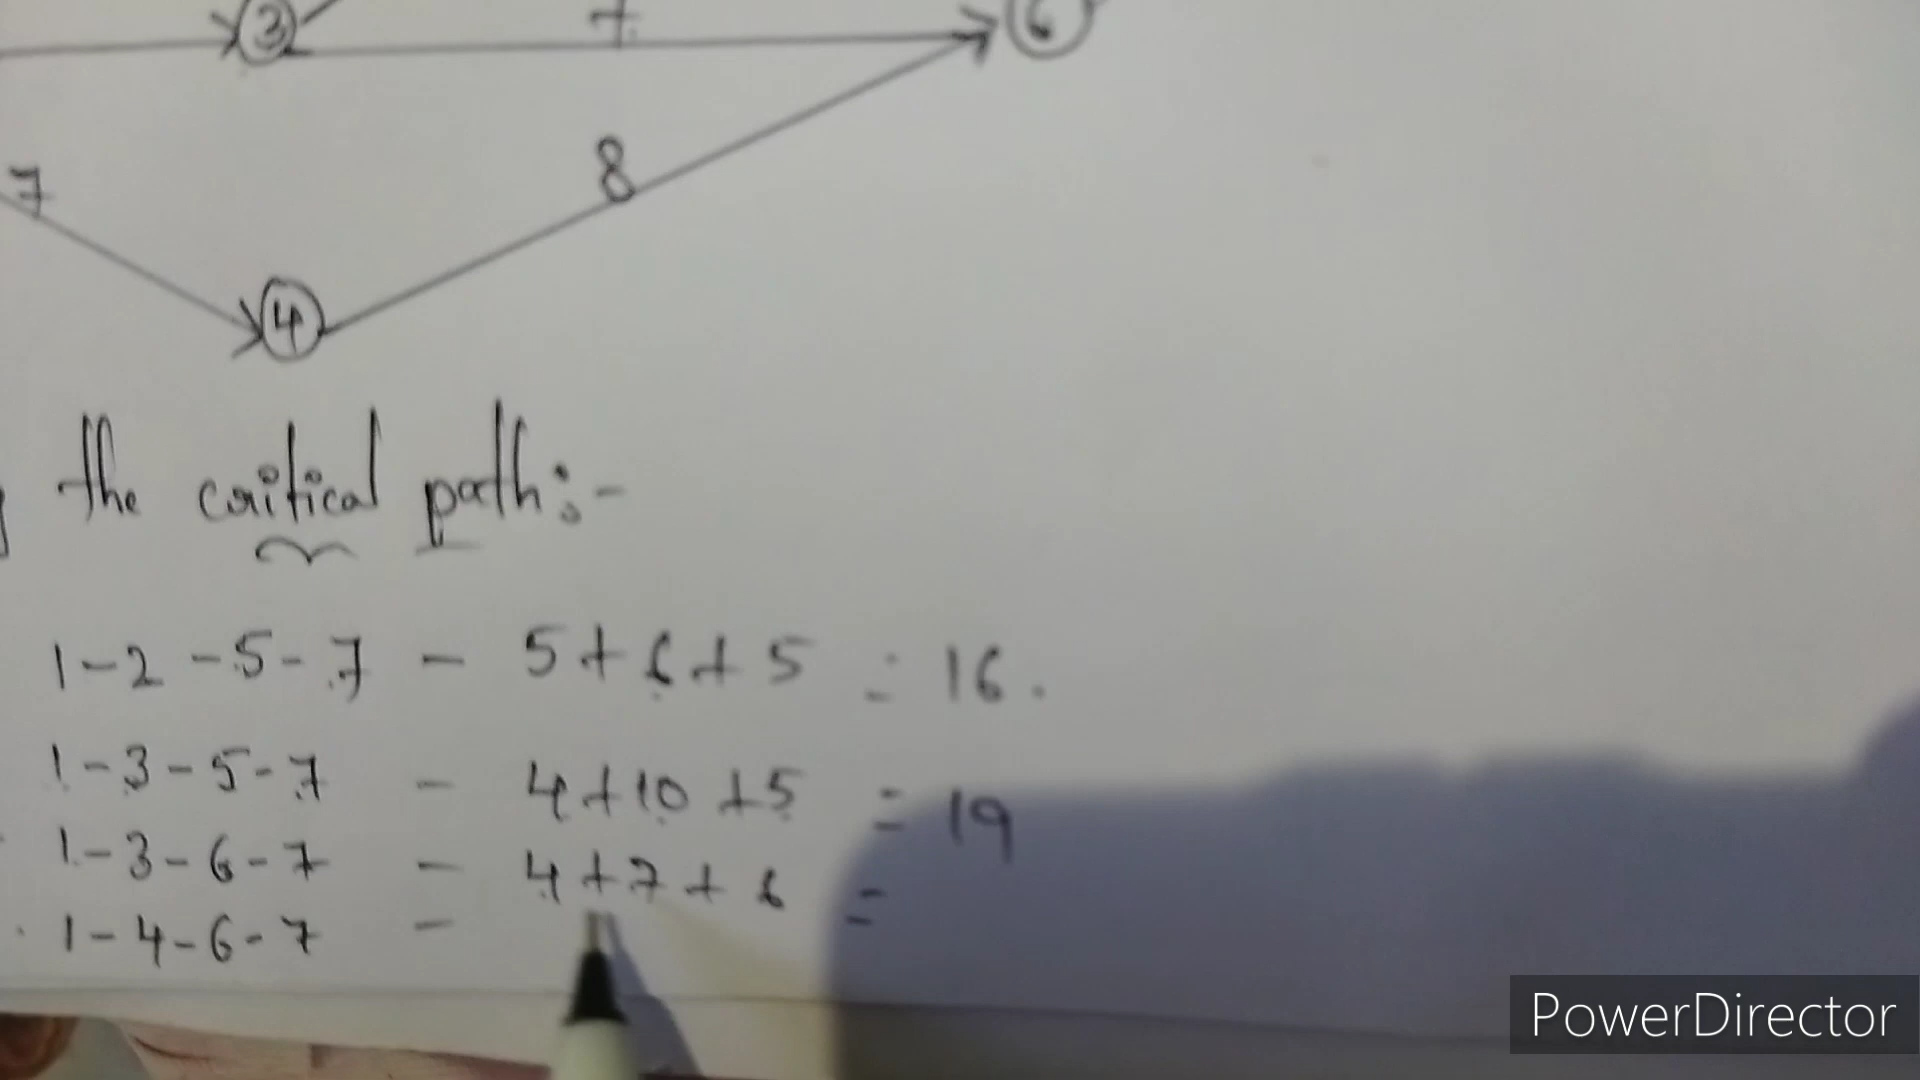 3 7 6
7 8
4
the critical path:-
1-2-5-7 - 5+6+5 = 16.
1-3-5-7 - 4+10+5 = 19
1-3-6-7 - 4+7+6 =
1-4-6-7 -
PowerDirector